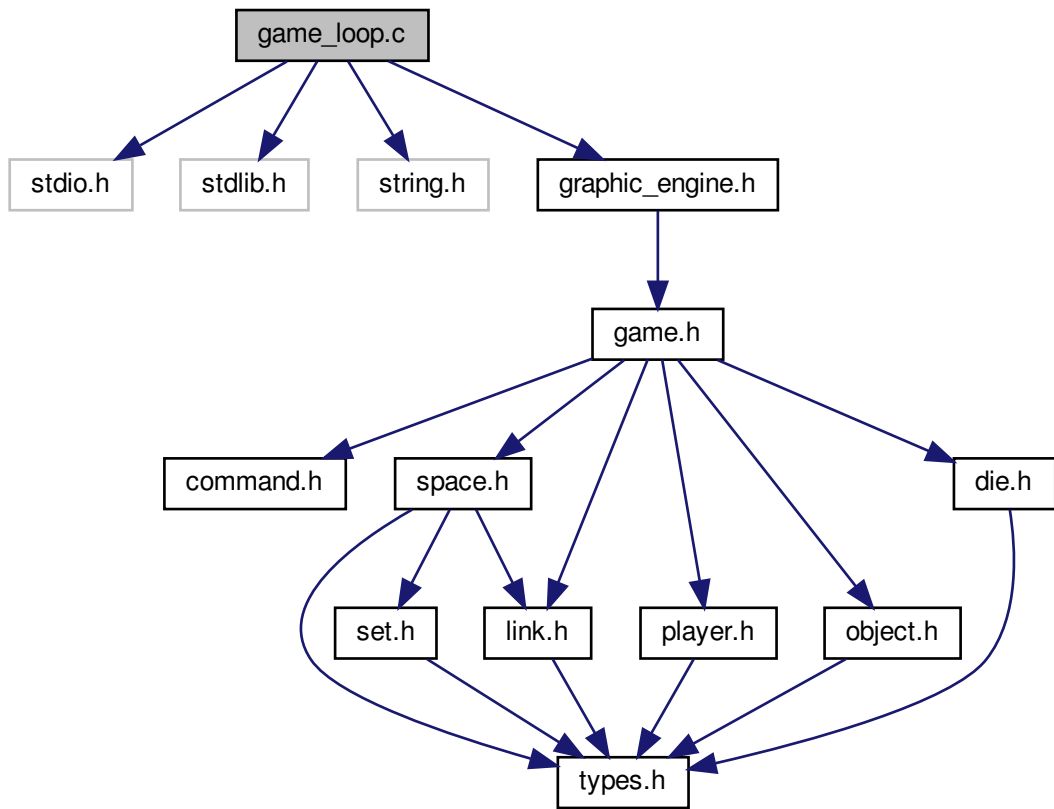 game_loop.c
stdio.h
stdlib.h
string.h
graphic_engine.h
game.h
command.h
space.h
die.h
set.h
link.h
player.h
object.h
types.h